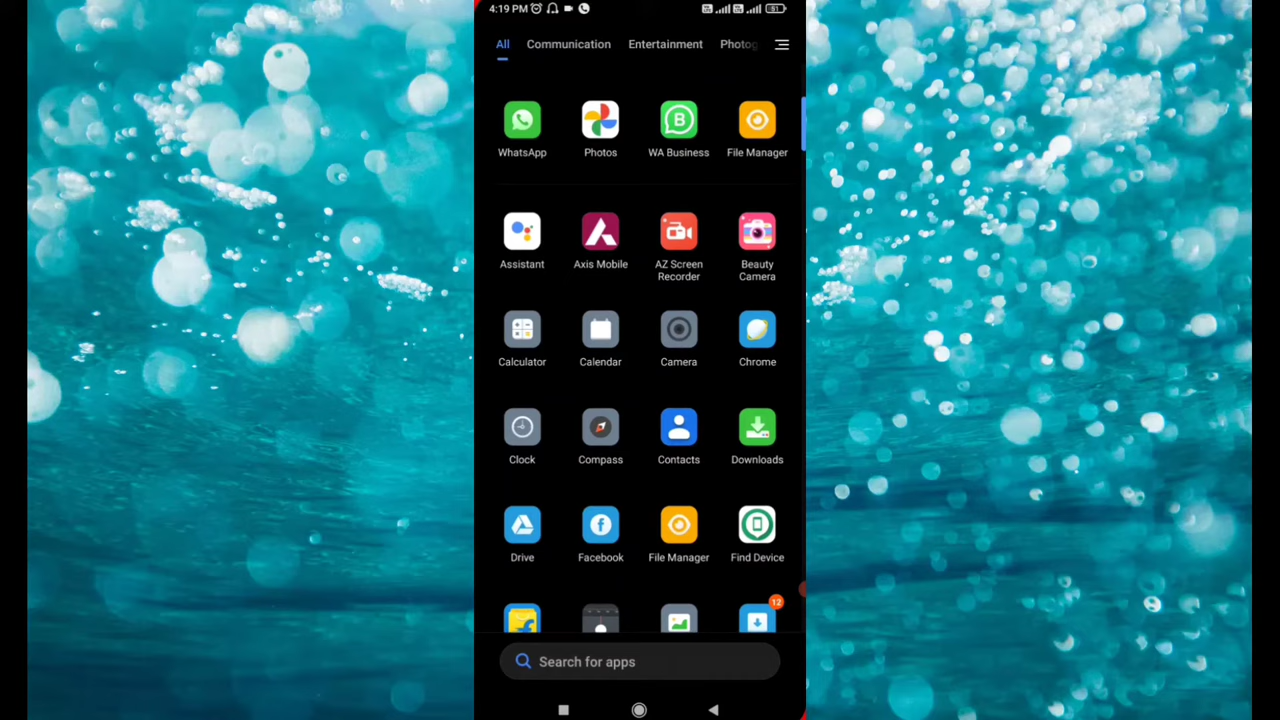 4:19 PM
91
All Communication Entertainment Photog
WhatsApp Photos WA Business File Manager
Assistant Axis Mobile AZ Screen Beauty
Recorder Camera
Calculator Calendar Camera Chrome
Clock Compass Contacts Downloads
Drive Facebook File Manager Find Device
12
Search for apps